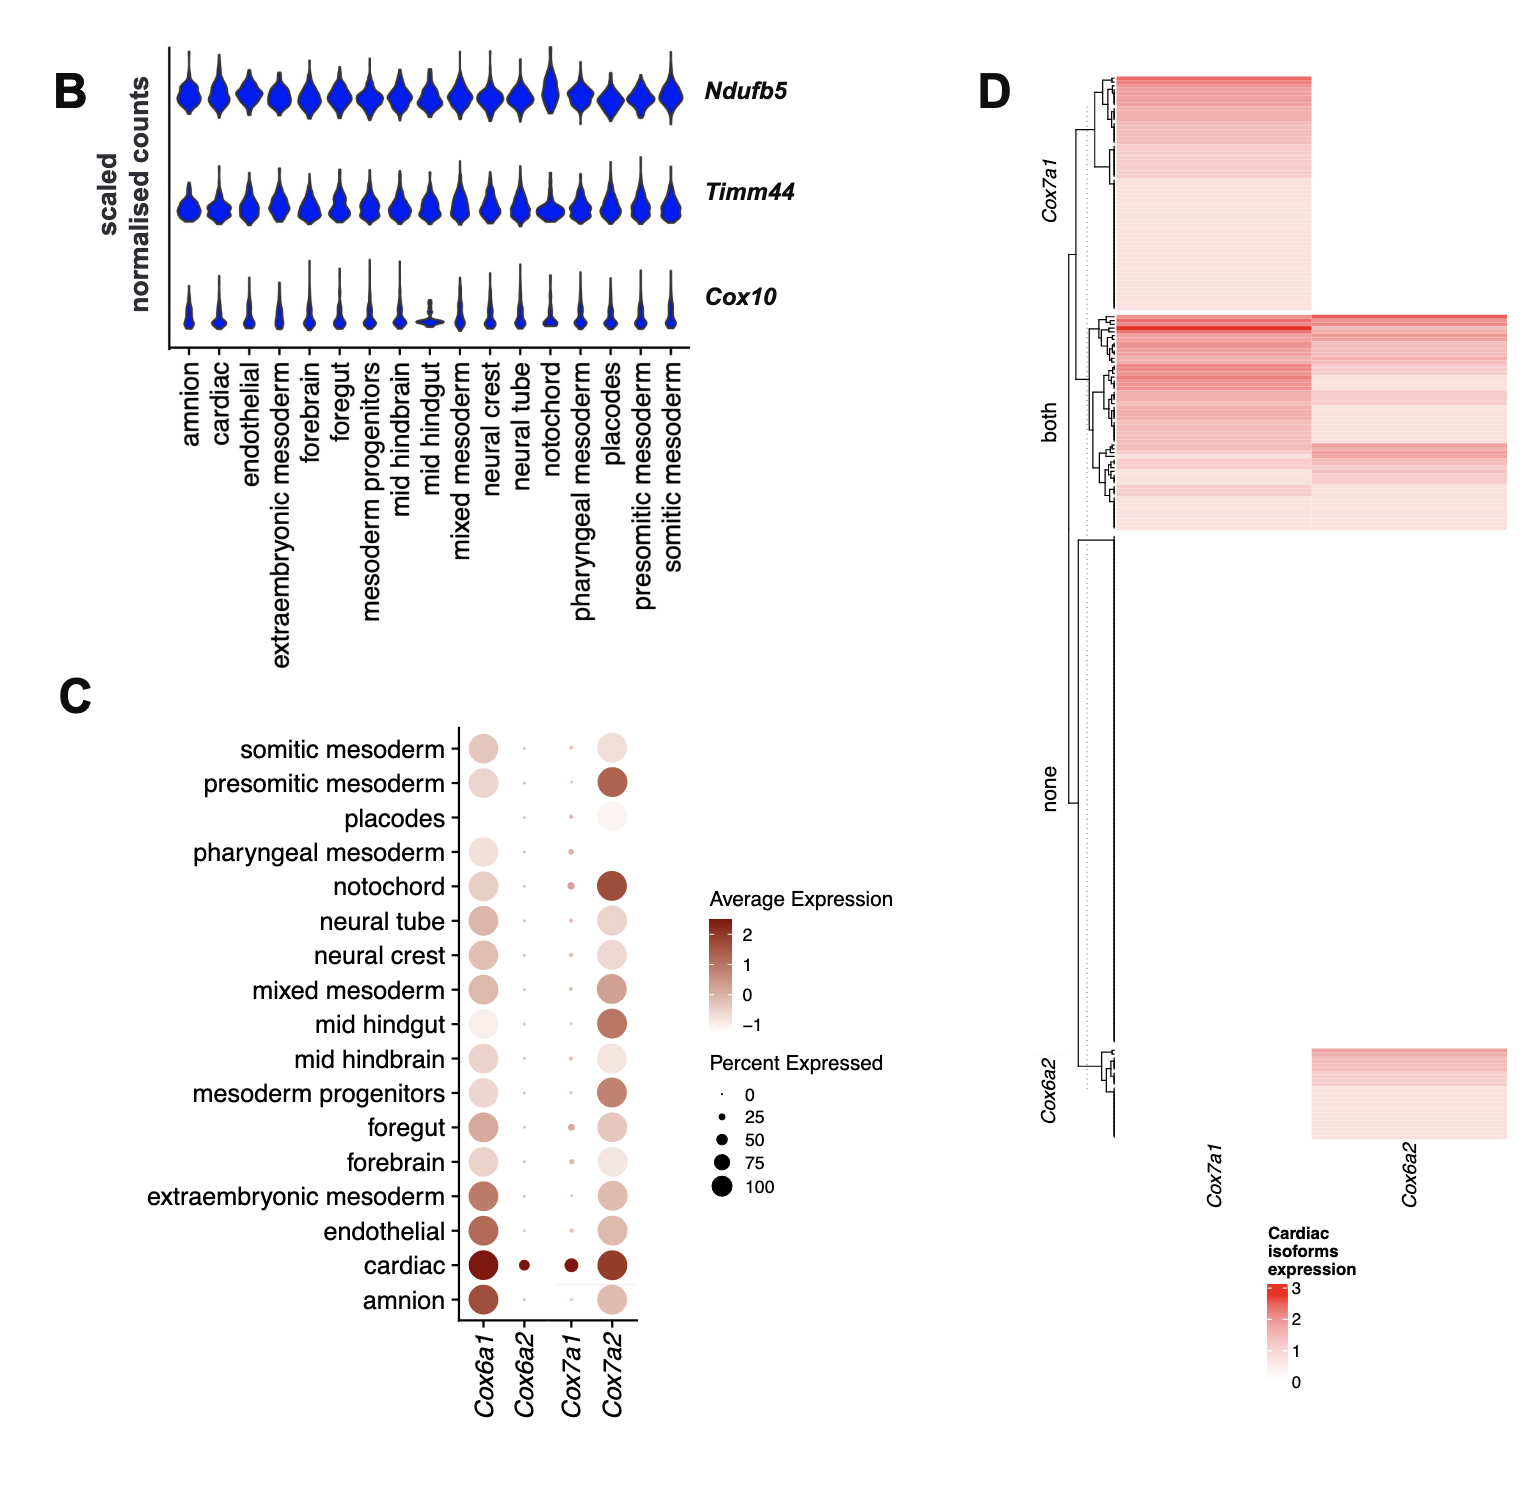 B
scaled
normalised counts
Ndufb5
Timm44
Cox10
amnion
cardiac
endothelial
extraembryonic mesoderm
forebrain
foregut
mesoderm progenitors
mid hindbrain
mid hindgut
mixed mesoderm
neural crest
neural tube
notochord
pharyngeal mesoderm
placodes
presomitic mesoderm
somitic mesoderm
C
somitic mesoderm
presomitic mesoderm
placodes
pharyngeal mesoderm
notochord
neural tube
neural crest
mixed mesoderm
mid hindgut
mid hindbrain
mesoderm progenitors
foregut
forebrain
extraembryonic mesoderm
endothelial
cardiac
amnion
Cox6a1
Cox6a2
Cox7a1
Cox7a2
Average Expression
2
1
0
−1
Percent Expressed
0
25
50
75
100
D
Cox7a1
both
none
Cox6a2
Cox7a1
Cox6a2
Cardiac
isoforms
expression
3
2
1
0